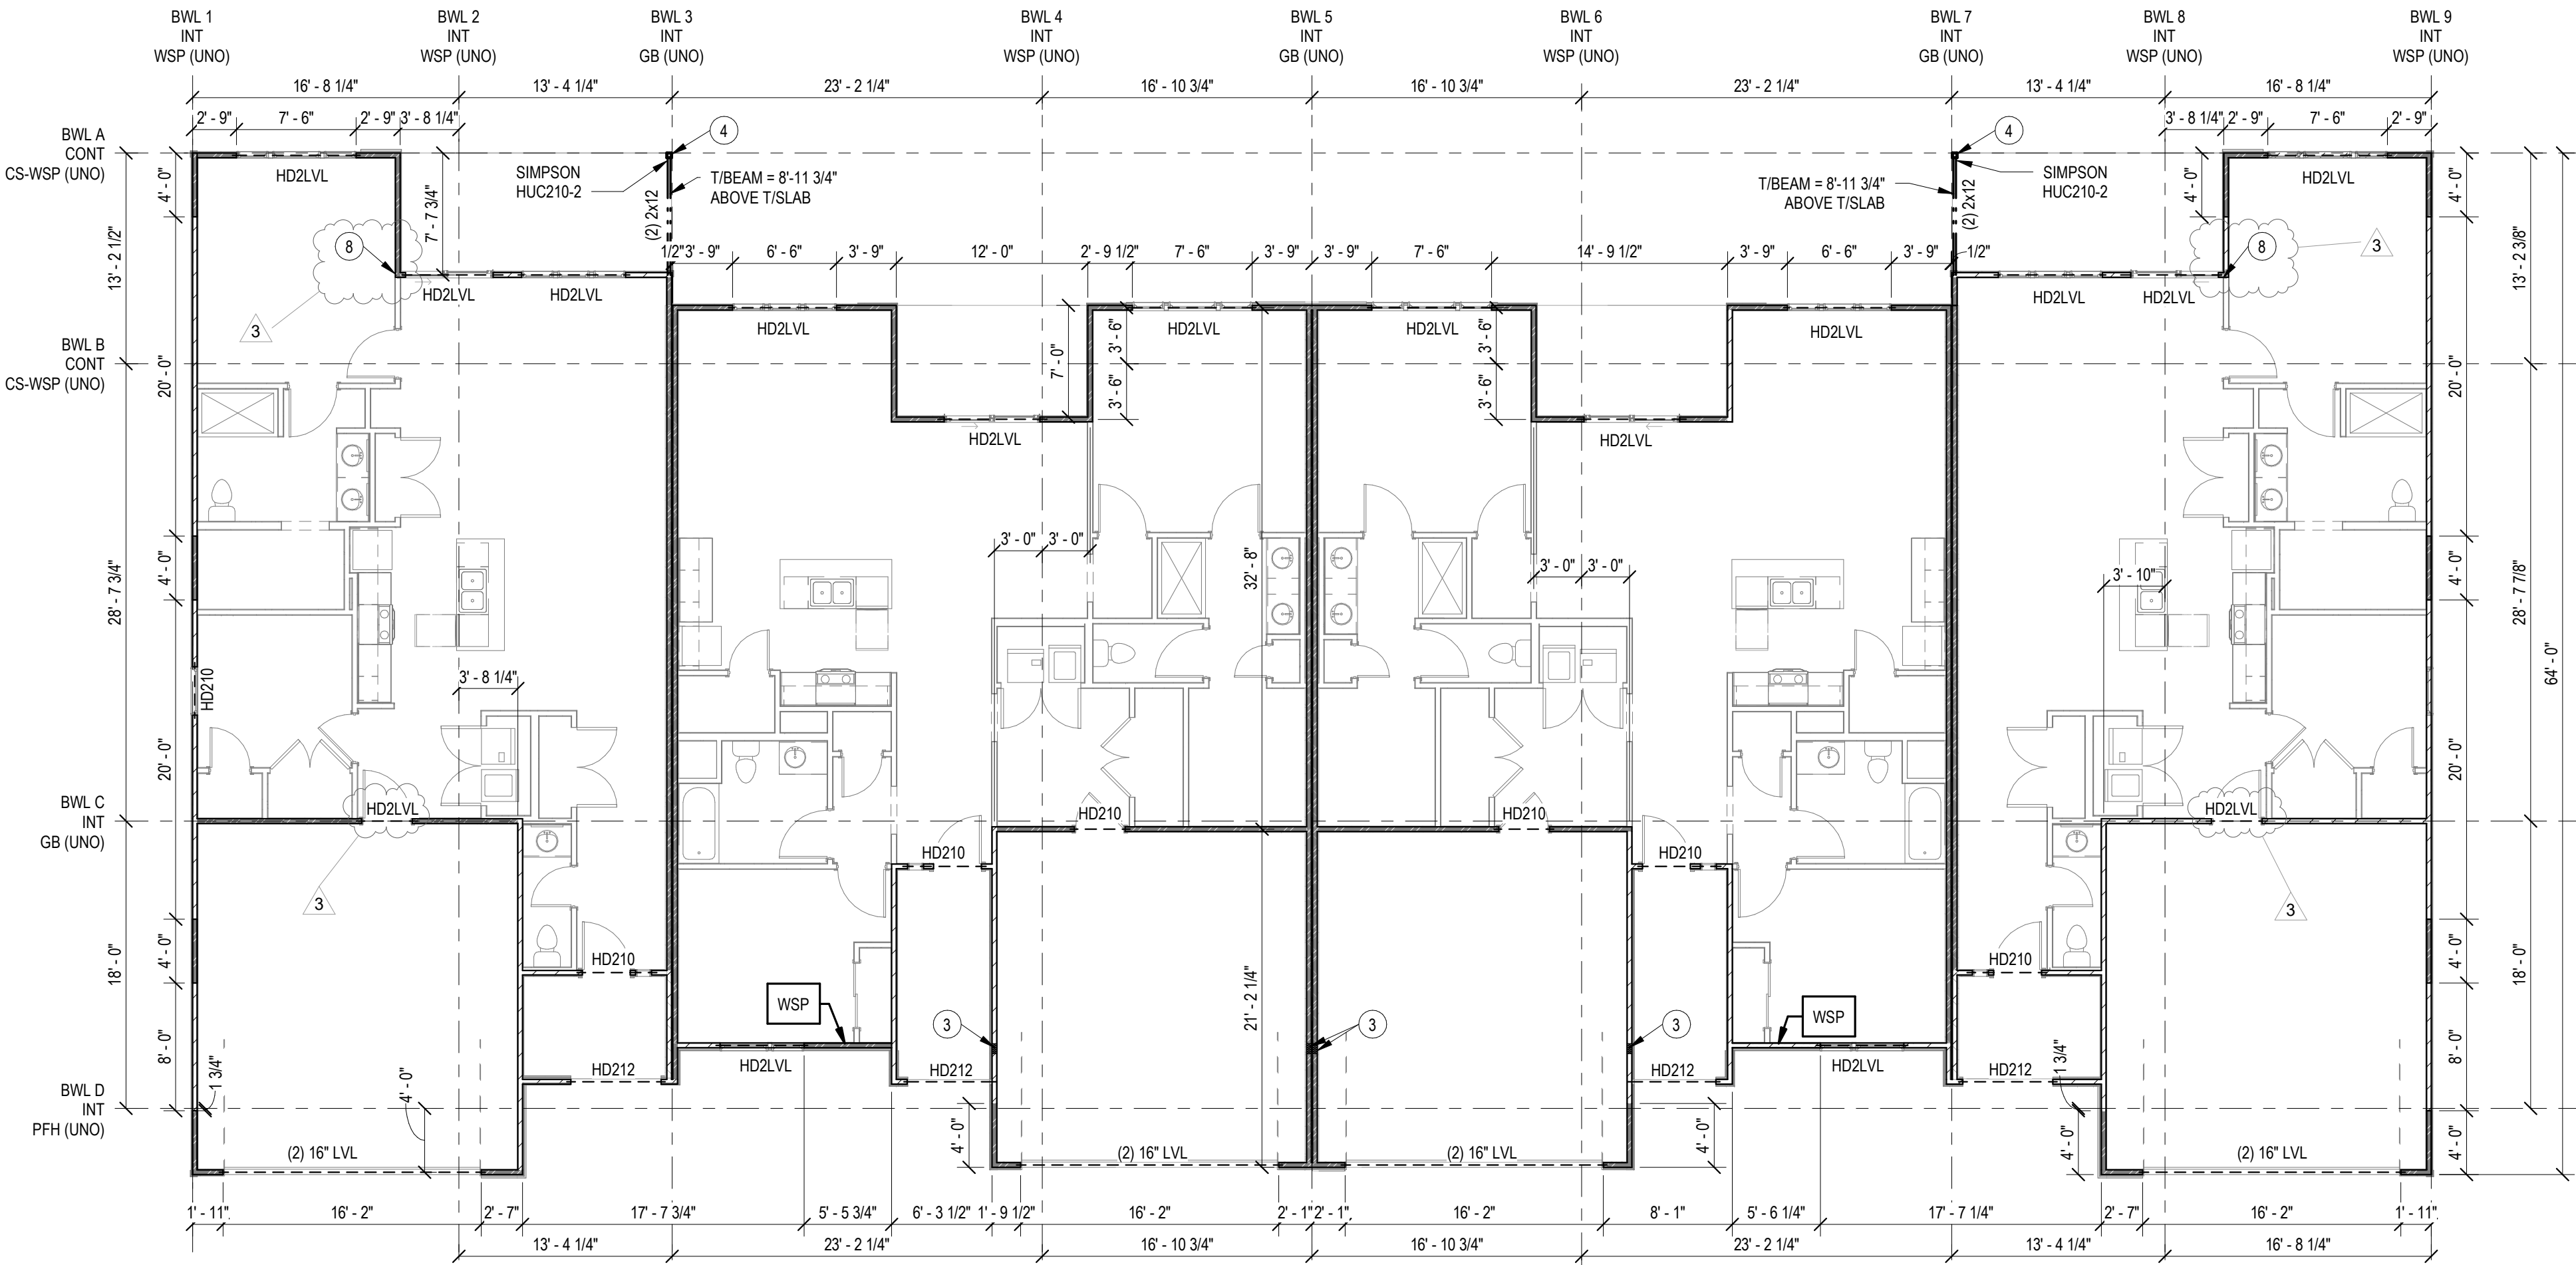 BWL 1
INT
WSP (UNO)
BWL 2
INT
WSP (UNO)
BWL 3
INT
GB (UNO)
BWL 4
INT
WSP (UNO)
BWL 5
INT
GB (UNO)
BWL 6
INT
WSP (UNO)
BWL 7
INT
GB (UNO)
BWL 8
INT
WSP (UNO)
BWL 9
INT
WSP (UNO)
16' - 8 1/4"
13' - 4 1/4"
23' - 2 1/4"
16' - 10 3/4"
16' - 10 3/4"
23' - 2 1/4"
13' - 4 1/4"
16' - 8 1/4"
2' - 9"
7' - 6"
2' - 9"
3' - 8 1/4"
3' - 8 1/4"
2' - 9"
7' - 6"
2' - 9"
BWL A
CONT
CS-WSP (UNO)
4
4
4' - 0"
HD2LVL
7' - 7 3/4"
SIMPSON
HUC210-2
T/BEAM = 8'-11 3/4"
ABOVE T/SLAB
(2) 2x12
T/BEAM = 8'-11 3/4"
ABOVE T/SLAB
(2) 2x12
SIMPSON
HUC210-2
4' - 0"
HD2LVL
4' - 0"
13' - 2 1/2"
8
3
HD2LVL
HD2LVL
1/2"
3' - 9"
6' - 6"
3' - 9"
12' - 0"
2' - 9 1/2"
7' - 6"
3' - 9"
3' - 9"
7' - 6"
14' - 9 1/2"
3' - 9"
6' - 6"
3' - 9"
1/2"
HD2LVL
HD2LVL
8
3
13' - 2 3/8"
HD2LVL
HD2LVL
HD2LVL
HD2LVL
7' - 0"
3' - 6"
3' - 6"
3' - 6"
3' - 6"
BWL B
CONT
CS-WSP (UNO)
20' - 0"
20' - 0"
HD2LVL
HD2LVL
4' - 0"
28' - 7 3/4"
3' - 0"
3' - 0"
32' - 8"
3' - 0"
3' - 0"
3' - 10"
4' - 0"
28' - 7 7/8"
64' - 0"
HD210
3' - 8 1/4"
20' - 0"
20' - 0"
BWL C
INT
GB (UNO)
HD2LVL
HD210
HD210
HD2LVL
HD210
HD210
3
3
4' - 0"
18' - 0"
HD210
HD210
4' - 0"
18' - 0"
WSP
WSP
21' - 2 1/4"
3
3
3
8' - 0"
8' - 0"
1 3/4"
4' - 0"
HD212
HD2LVL
HD212
HD212
HD2LVL
HD212
1 3/4"
BWL D
INT
PFH (UNO)
(2) 16" LVL
4' - 0"
(2) 16" LVL
(2) 16" LVL
4' - 0"
4' - 0"
(2) 16" LVL
4' - 0"
1' - 11"
16' - 2"
2' - 7"
17' - 7 3/4"
5' - 5 3/4"
6' - 3 1/2"
1' - 9 1/2"
16' - 2"
2' - 1"
2' - 1"
16' - 2"
8' - 1"
5' - 6 1/4"
17' - 7 1/4"
2' - 7"
16' - 2"
1' - 11"
13' - 4 1/4"
23' - 2 1/4"
16' - 10 3/4"
16' - 10 3/4"
23' - 2 1/4"
13' - 4 1/4"
16' - 8 1/4"